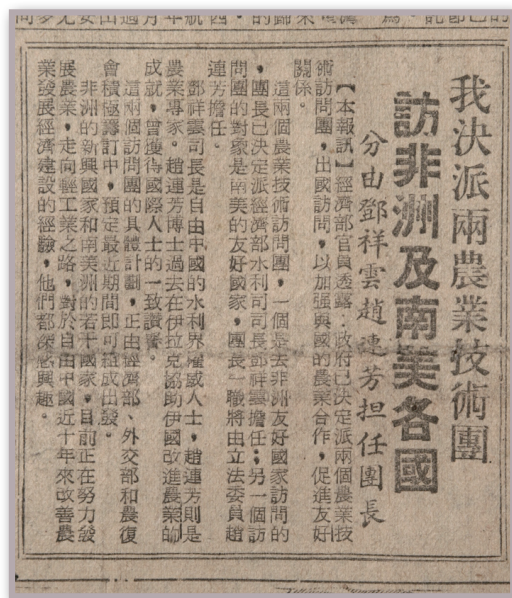 我決派兩農業技術團
訪非洲及南美各國
分由鄧祥雲趙連芳担任團長
【本報訊】經濟部官員透露：政府已決定派兩個農業技
術訪問團，出國訪問，以加强與國的農業合作，促進友好
關係。
這兩個農業技術訪問團，一個是去非洲友好國家訪問的
，團長已決定派經濟部水利司司長鄧祥雲擔任；另一個訪
問團的對象是南美的友好國家，團長一職將由立法委員趙
連芳擔任。
鄧祥雲司長是自由中國的水利界權威人士，趙連芳則是
農業專家。趙連芳博士過去在伊拉克協助伊國改進農業的
成就，曾獲得國際人士的一致讚譽。
這兩個訪問團的具體計劃，正由經濟部、外交部和農復
會積極籌訂中，預定最近期間即可組成出發。
非洲的新興國家和南美洲的若干國家，目前正在努力發
展農業，走向輕工業之路，對於自由中國近十年來改善農
業發展經濟建設的經驗，他們都深感興趣。